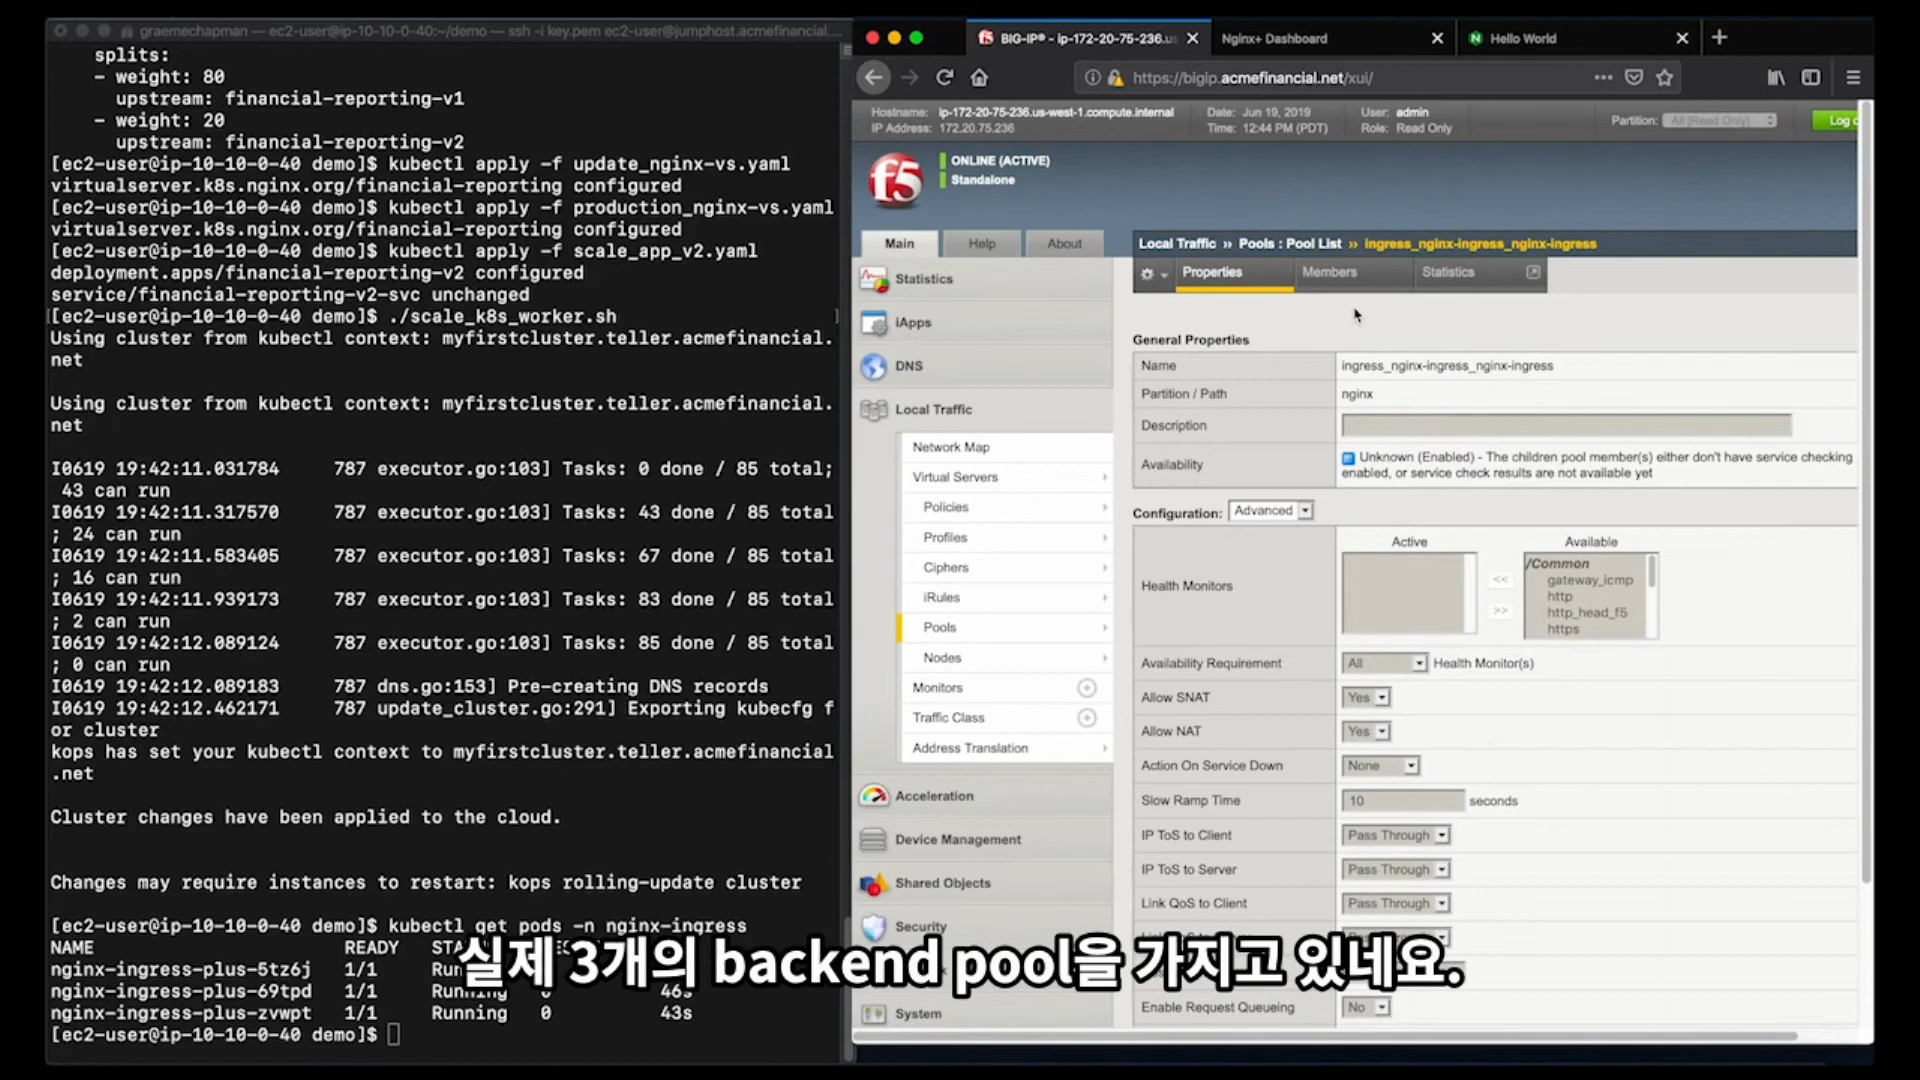 graemechapman — ec2-user@ip-10-10-0-40:~/demo — ssh -i key.pem ec2-user@jumphost.acmefinancial....
splits:
- weight: 80
upstream: financial-reporting-v1
- weight: 20
upstream: financial-reporting-v2
[ec2-user@ip-10-10-0-40 demo]$ kubectl apply -f update_nginx-vs.yaml
virtualserver.k8s.nginx.org/financial-reporting configured
[ec2-user@ip-10-10-0-40 demo]$ kubectl apply -f production_nginx-vs.yaml
virtualserver.k8s.nginx.org/financial-reporting configured
[ec2-user@ip-10-10-0-40 demo]$ kubectl apply -f scale_app_v2.yaml
deployment.apps/financial-reporting-v2 configured
service/financial-reporting-v2-svc unchanged
[ec2-user@ip-10-10-0-40 demo]$ ./scale_k8s_worker.sh
Using cluster from kubectl context: myfirstcluster.teller.acmefinancial.
net
Using cluster from kubectl context: myfirstcluster.teller.acmefinancial.
net
I0619 19:42:11.031784     787 executor.go:103] Tasks: 0 done / 85 total;
43 can run
I0619 19:42:11.317570     787 executor.go:103] Tasks: 43 done / 85 total
; 24 can run
I0619 19:42:11.583405     787 executor.go:103] Tasks: 67 done / 85 total
; 16 can run
I0619 19:42:11.939173     787 executor.go:103] Tasks: 83 done / 85 total
; 2 can run
I0619 19:42:12.089124     787 executor.go:103] Tasks: 85 done / 85 total
; 0 can run
I0619 19:42:12.089183     787 dns.go:153] Pre-creating DNS records
I0619 19:42:12.462171     787 update_cluster.go:291] Exporting kubecfg f
or cluster
kops has set your kubectl context to myfirstcluster.teller.acmefinancial
.net
Cluster changes have been applied to the cloud.
Changes may require instances to restart: kops rolling-update cluster
[ec2-user@ip-10-10-0-40 demo]$ kubectl get pods -n nginx-ingress
NAME READY
nginx-ingress-plus-5tz6j 1/1
nginx-ingress-plus-69tpd 1/1 Running 0 46s
nginx-ingress-plus-zvwpt 1/1 Running 0 43s
[ec2-user@ip-10-10-0-40 demo]$
BIG-IP® - ip-172-20-75-236.us
Nginx+ Dashboard
Hello World
https://bigip.acmefinancial.net/xui/
Hostname: ip-172-20-75-236.us-west-1.compute.internal Date: Jun 19, 2019 User: admin
IP Address: 172.20.75.236 Time: 12:44 PM (PDT) Role: Read Only
Partition: All [Read Only]
Log
f5
ONLINE (ACTIVE)
Standalone
Main Help About
Statistics
iApps
DNS
Local Traffic
Network Map
Virtual Servers
Policies
Profiles
Ciphers
iRules
Pools
Nodes
Monitors
Traffic Class
Address Translation
Acceleration
Device Management
Shared Objects
Security
System
Local Traffic » Pools : Pool List » ingress_nginx-ingress_nginx-ingress
Properties Members Statistics
General Properties
Name ingress_nginx-ingress_nginx-ingress
Partition / Path nginx
Description
Availability Unknown (Enabled) - The children pool member(s) either don't have service checking
enabled, or service check results are not available yet
Configuration: Advanced
Health Monitors
Active Available
<<
>>
/Common
gateway_icmp
http
http_head_f5
https
Availability Requirement All Health Monitor(s)
Allow SNAT Yes
Allow NAT Yes
Action On Service Down None
Slow Ramp Time 10 seconds
IP ToS to Client Pass Through
IP ToS to Server Pass Through
Link QoS to Client Pass Through
Enable Request Queueing No
실제 3개의 backend pool을 가지고 있네요.